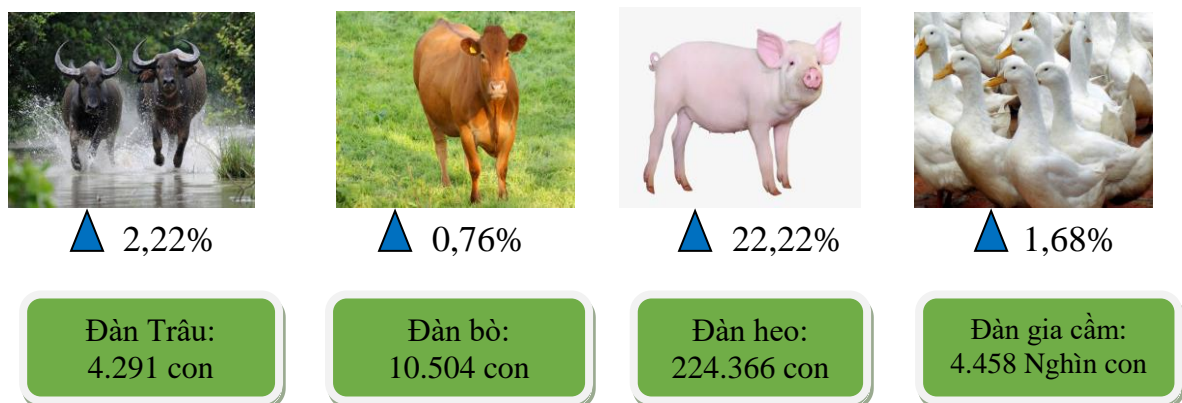 2,22%
0,76%
22,22%
1,68%
Đàn Trâu:
4.291 con
Đàn bò:
10.504 con
Đàn heo:
224.366 con
Đàn gia cầm:
4.458 Nghìn con